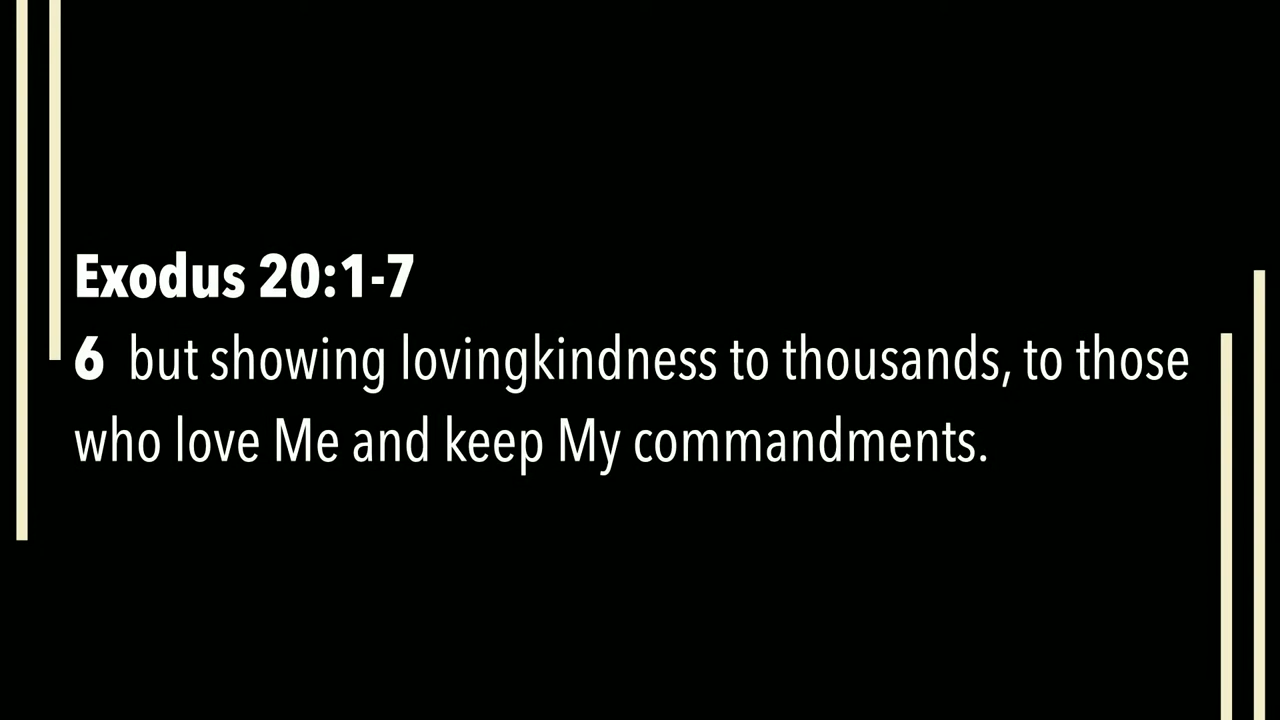 Exodus 20:1-7
6 but showing lovingkindness to thousands, to those
who love Me and keep My commandments.